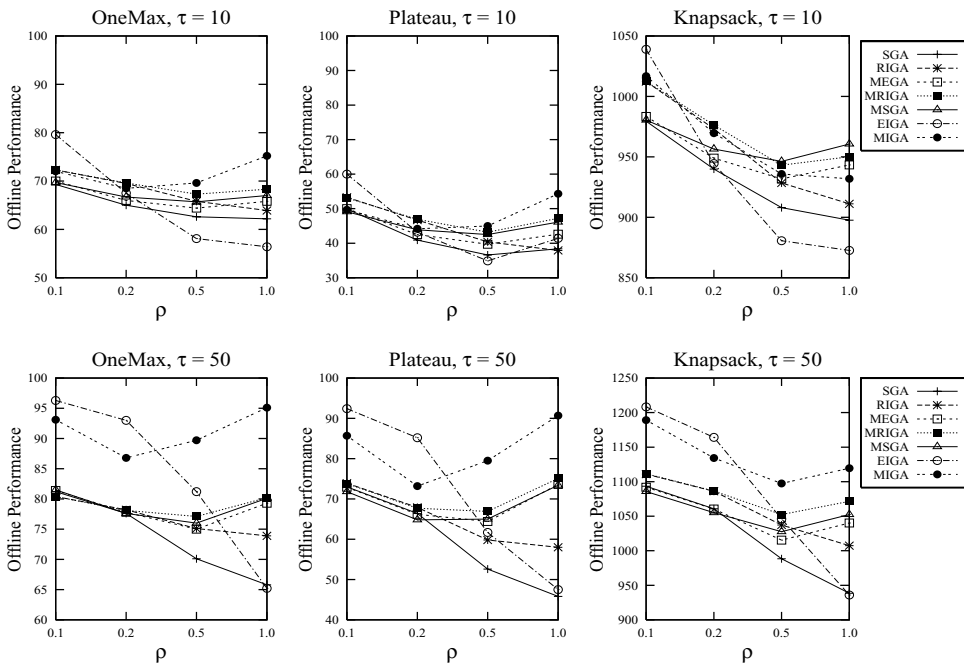 OneMax, τ = 10
Offline Performance
100
90
80
70
60
50
0.1
0.2
0.5
1.0
ρ
Plateau, τ = 10
Offline Performance
100
90
80
70
60
50
40
30
0.1
0.2
0.5
1.0
ρ
Knapsack, τ = 10
Offline Performance
1050
1000
950
900
850
0.1
0.2
0.5
1.0
ρ
SGA
RIGA
MEGA
MRIGA
MSGA
EIGA
MIGA
OneMax, τ = 50
Offline Performance
100
95
90
85
80
75
70
65
60
0.1
0.2
0.5
1.0
ρ
Plateau, τ = 50
Offline Performance
100
90
80
70
60
50
40
0.1
0.2
0.5
1.0
ρ
Knapsack, τ = 50
Offline Performance
1250
1200
1150
1100
1050
1000
950
900
0.1
0.2
0.5
1.0
ρ
SGA
RIGA
MEGA
MRIGA
MSGA
EIGA
MIGA